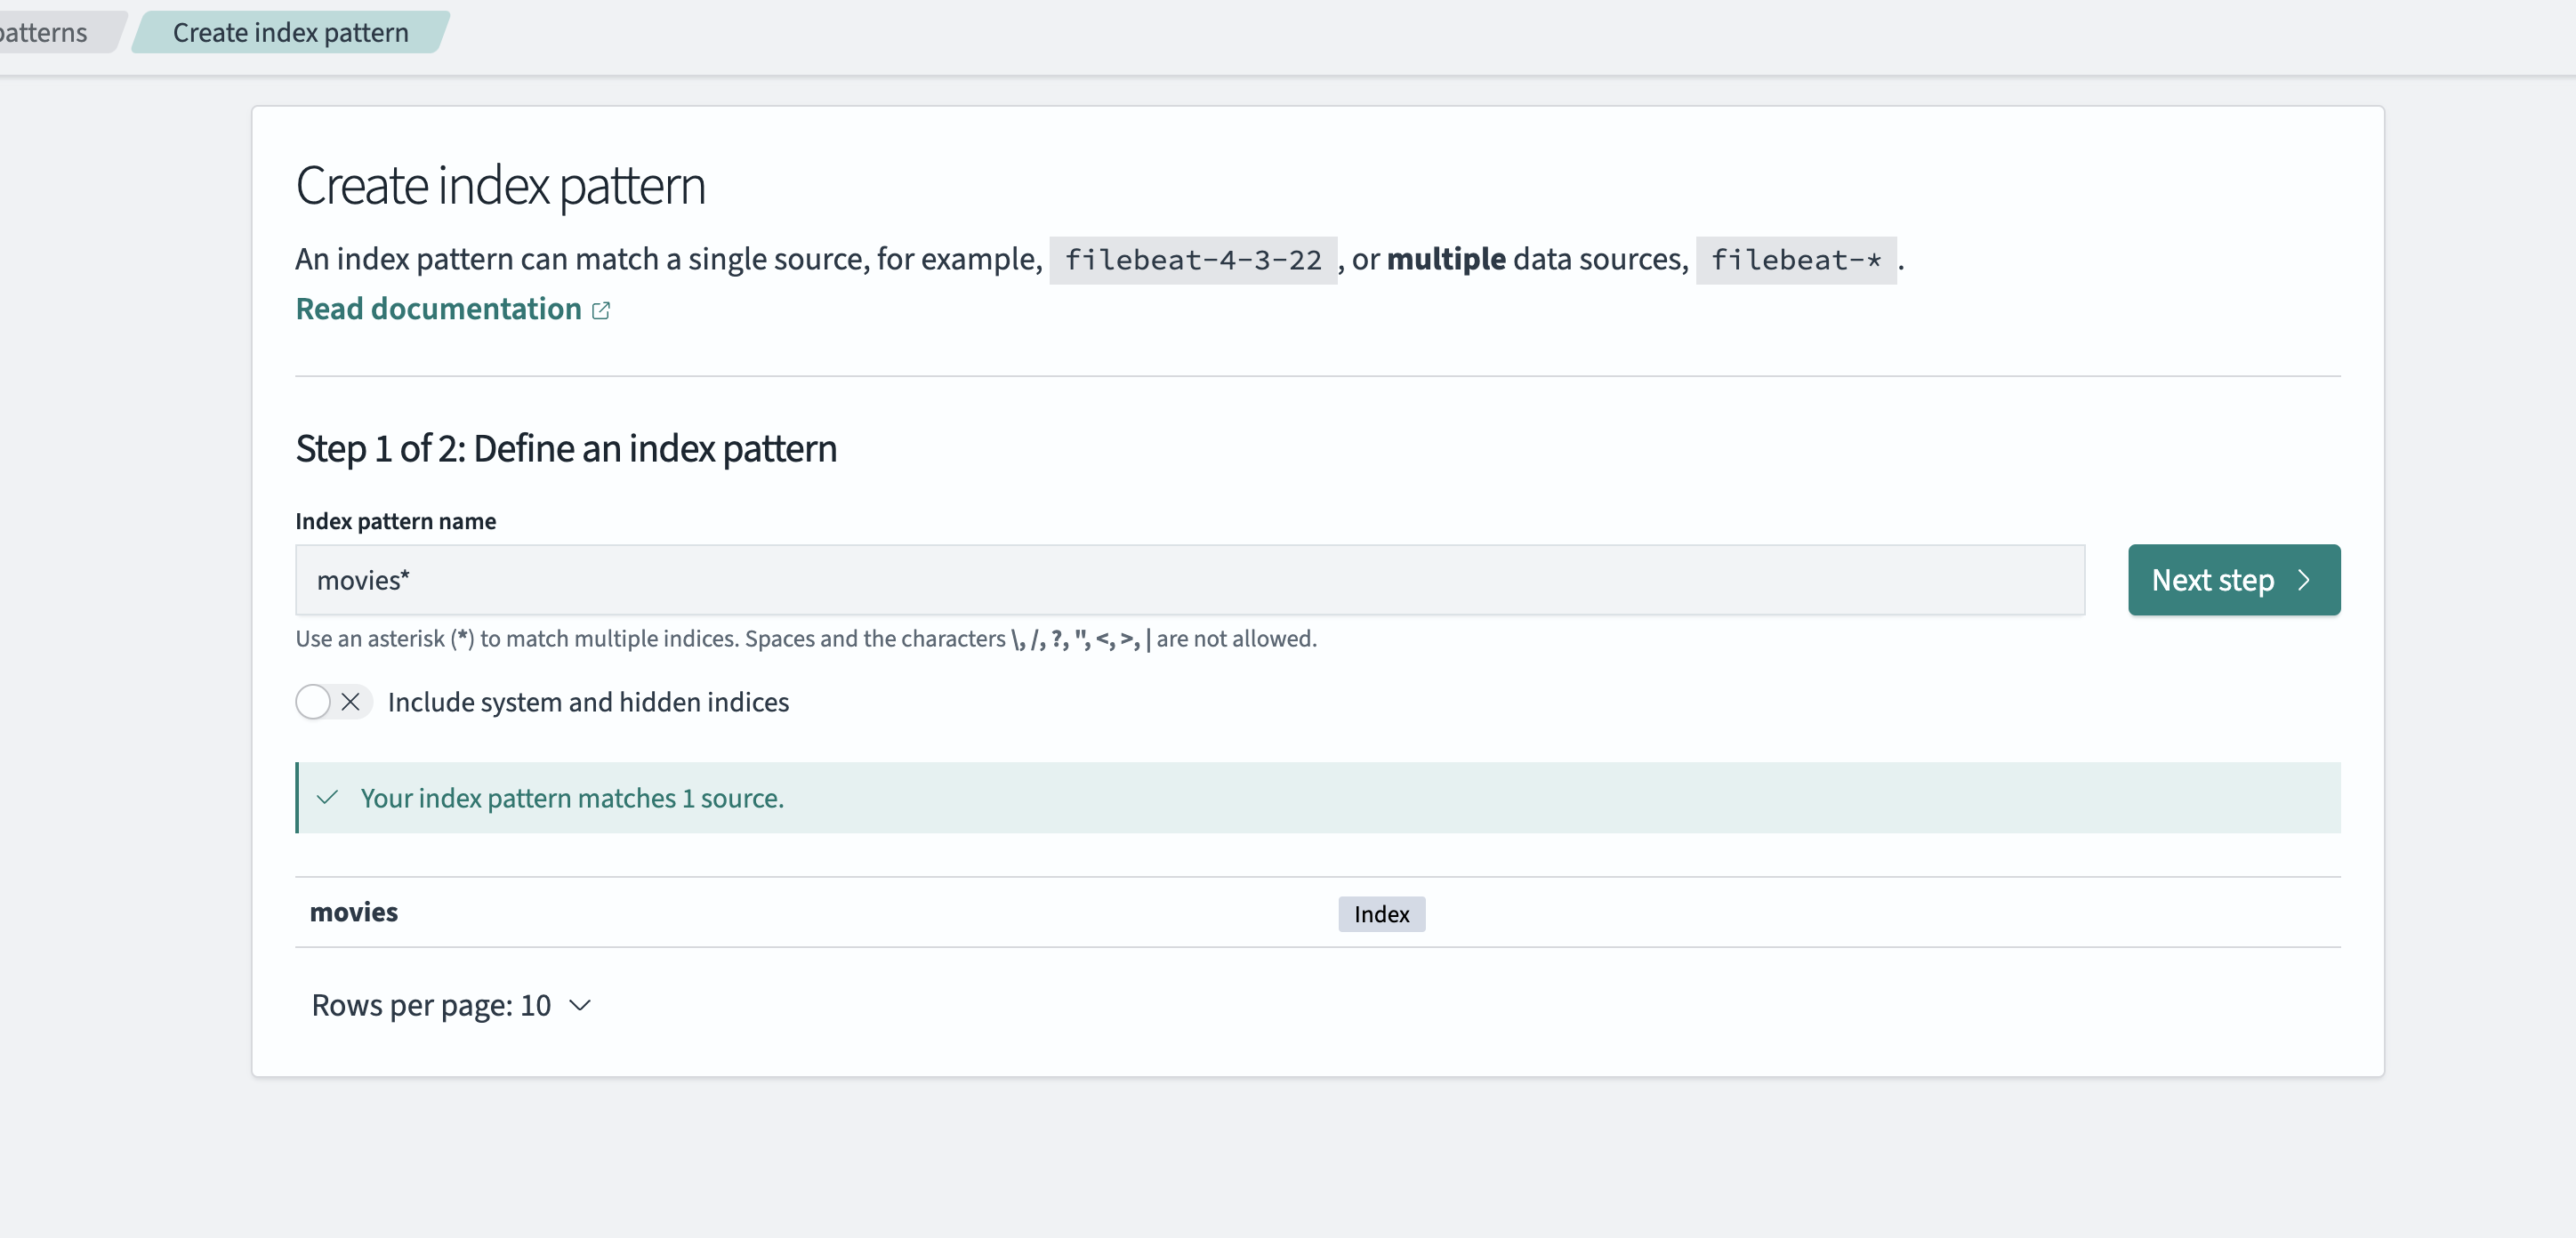 patterns
Create index pattern
Create index pattern
An index pattern can match a single source, for example, filebeat-4-3-22 , or multiple data sources, filebeat-* .
Read documentation
Step 1 of 2: Define an index pattern
Index pattern name
movies*
Next step
Use an asterisk (*) to match multiple indices. Spaces and the characters \, /, ?, ", <, >, | are not allowed.
Include system and hidden indices
Your index pattern matches 1 source.
movies Index
Rows per page: 10